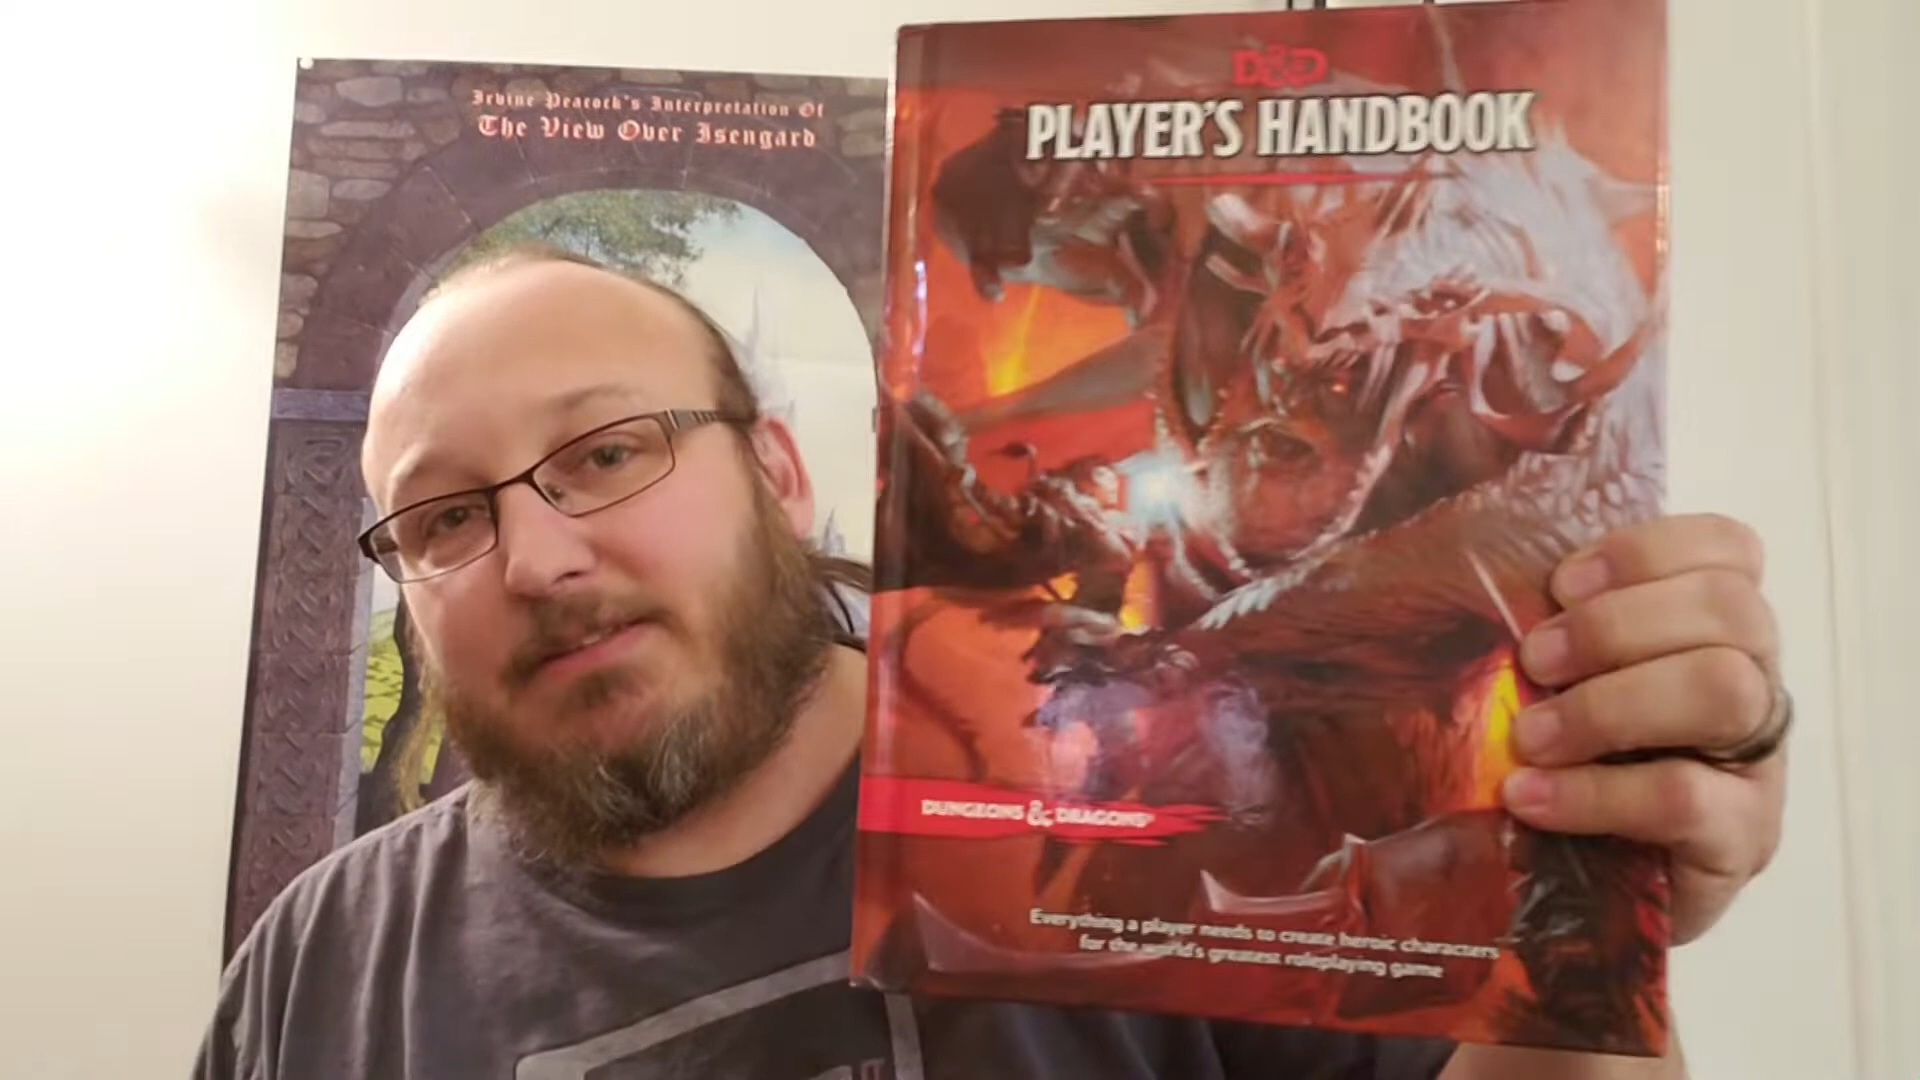 Irvine Peacock's Interpretation Of
The View Over Isengard
D&D
PLAYER'S HANDBOOK
DUNGEONS & DRAGONS®
Everything a player needs to create heroic characters
for the world's greatest roleplaying game